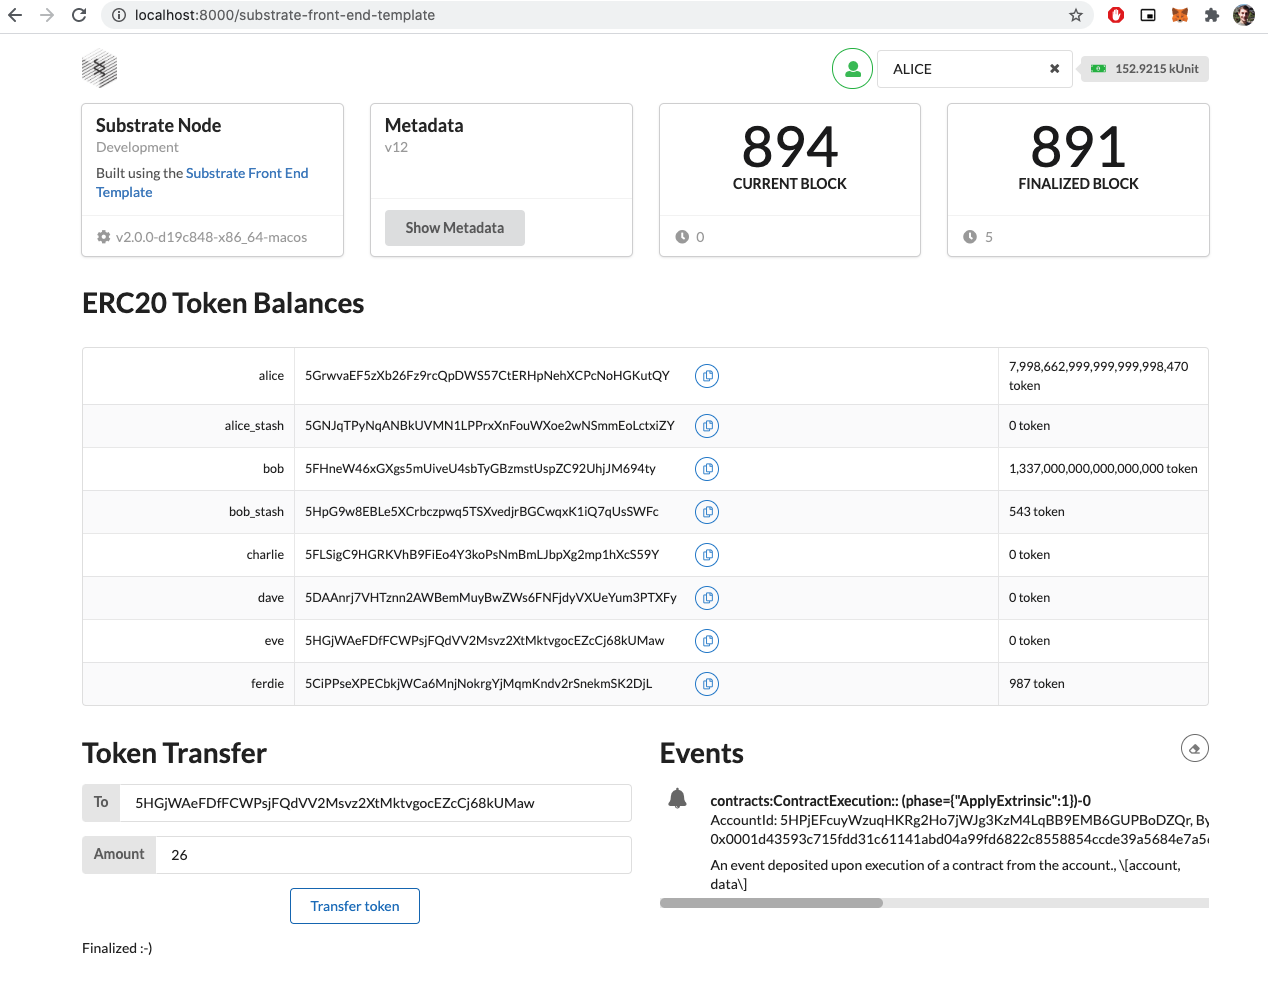 localhost:8000/substrate-front-end-template
ALICE
152.9215 kUnit
Substrate Node
Development
Built using the Substrate Front End
Template
v2.0.0-d19c848-x86_64-macos
Metadata
v12
Show Metadata
894
CURRENT BLOCK
0
891
FINALIZED BLOCK
5
ERC20 Token Balances
alice 5GrwvaEF5zXb26Fz9rcQpDWS57CtERHpNehXCPcNoHGKutQY 7,998,662,999,999,999,998,470
token
alice_stash 5GNJqTPyNqANBkUVMN1LPPrxXnFouWXoe2wNSmmEoLctxiZY 0 token
bob 5FHneW46xGXgs5mUiveU4sbTyGBzmstUspZC92UhjJM694ty 1,337,000,000,000,000,000 token
bob_stash 5HpG9w8EBLe5XCrbczpwq5TSXvedjrBGCwqxK1iQ7qUsSWFc 543 token
charlie 5FLSigC9HGRKVhB9FiEo4Y3koPsNmBmLJbpXg2mp1hXcS59Y 0 token
dave 5DAAnrj7VHTznn2AWBemMuyBwZWs6FNFjdyVXUeYum3PTXFy 0 token
eve 5HGjWAeFDfFCWPsjFQdVV2Msvz2XtMktvgocEZcCj68kUMaw 0 token
ferdie 5CiPPseXPECbkjWCa6MnjNokrgYjMqmKndv2rSnekmSK2DjL 987 token
Token Transfer
To 5HGjWAeFDfFCWPsjFQdVV2Msvz2XtMktvgocEZcCj68kUMaw
Amount 26
Transfer token
Finalized :-)
Events
contracts:ContractExecution:: (phase={"ApplyExtrinsic":1})-0
AccountId: 5HPjEFcuyWzuqHKRg2Ho7jWJg3KzM4LqBB9EMB6GUPBoDZQr, By
0x0001d43593c715fdd31c61141abd04a99fd6822c8558854ccde39a5684e7a56
An event deposited upon execution of a contract from the account., \[account,
data\]